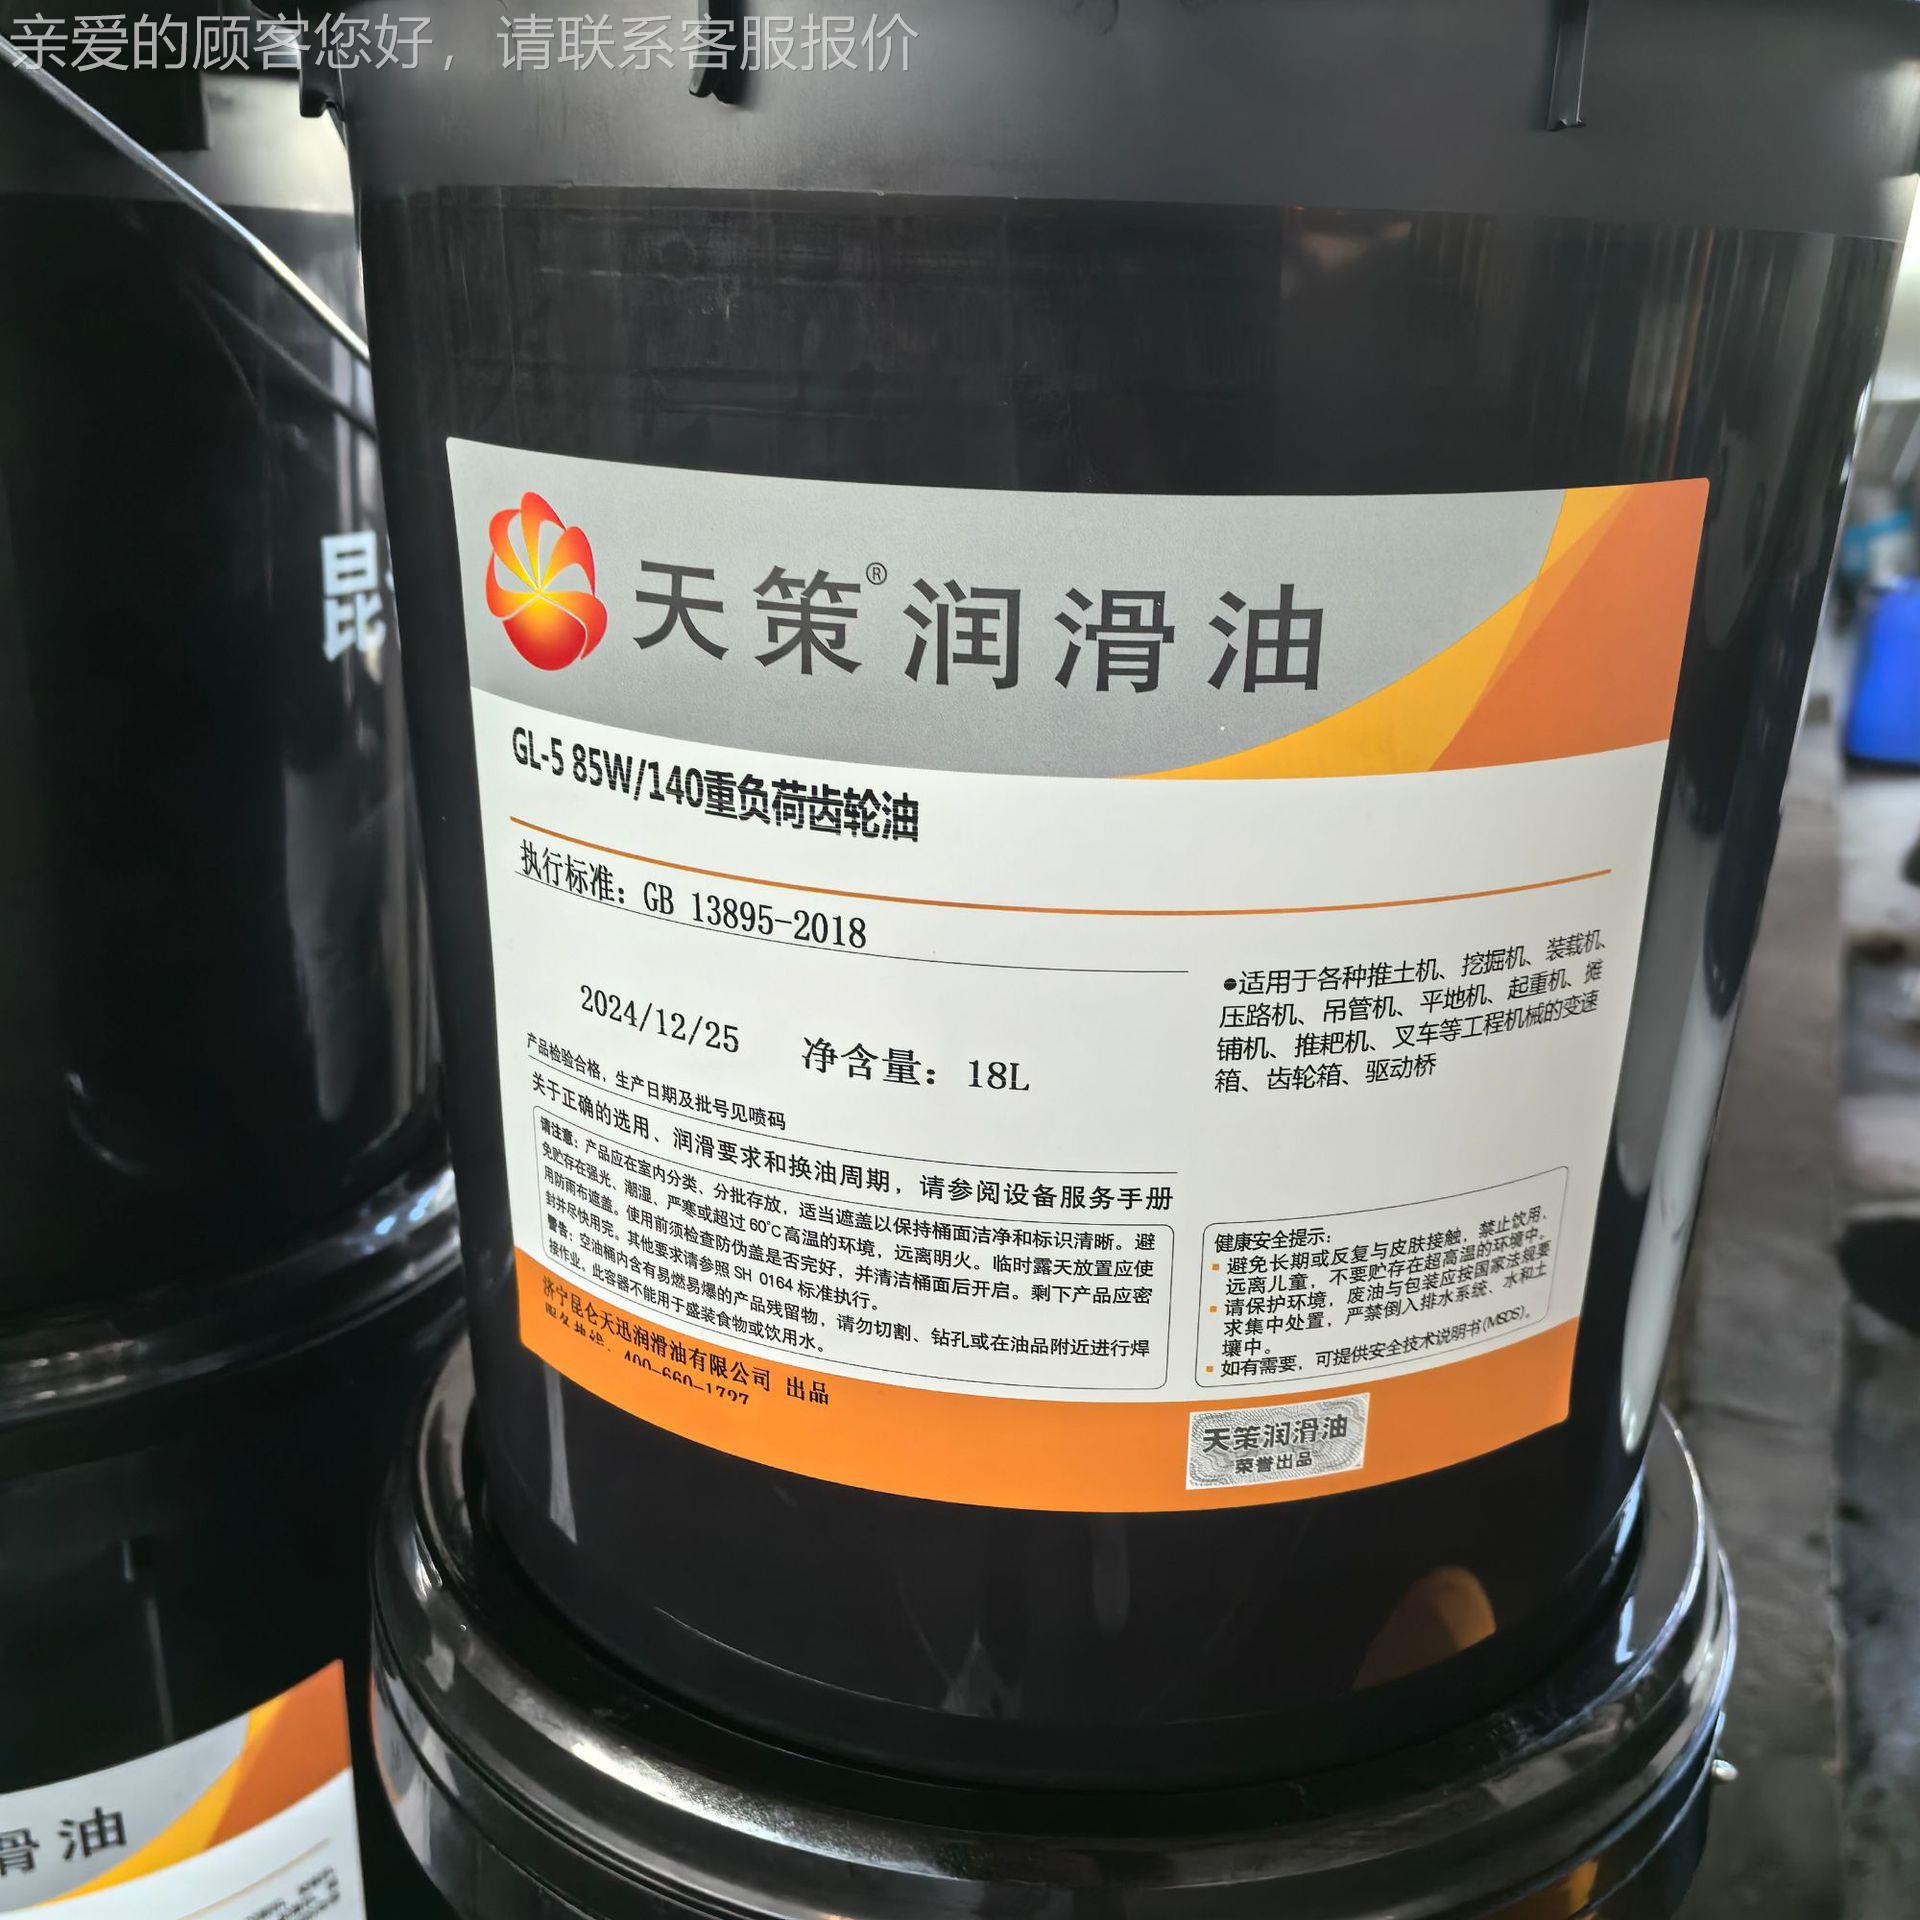 亲爱的顾客您好，请联系客服报价
昆
天策®润滑油
GL-5 85W/140重负荷齿轮油
执行标准：GB 13895-2018
2024/12/25
净含量：18L
产品检验合格，生产日期及批号见喷码
关于正确的选用、润滑要求和换油周期，请参阅设备服务手册
●适用于各种推土机、挖掘机、装载机、
压路机、吊管机、平地机、起重机、摊
铺机、推耙机、叉车等工程机械的变速
箱、齿轮箱、驱动桥
请注意：产品应在室内分类、分批存放，适当遮盖以保持桶面洁净和标识清晰。避
免贮存在强光、潮湿、严寒或超过60℃高温的环境，远离明火。临时露天放置应使
用防雨布遮盖。使用前须检查防伪盖是否完好，并清洁桶面后开启。剩下产品应密
封并尽快用完。其他要求请参照SH 0164标准执行。
警告：空油桶内含有易燃易爆的产品残留物，请勿切割、钻孔或在油品附近进行焊
接作业。此容器不能用于盛装食物或饮用水。
健康安全提示：
避免长期或反复与皮肤接触，禁止饮用，
远离儿童，不要贮存在超高温的环境中。
请保护环境，废油与包装应按国家法规要
求集中处置，严禁倒入排水系统、水和土
壤中。
如有需要，可提供安全技术说明书(MSDS)。
济宁昆仑天迅润滑油有限公司 出品
400-660-1727
天策润滑油
荣誉出品
滑油